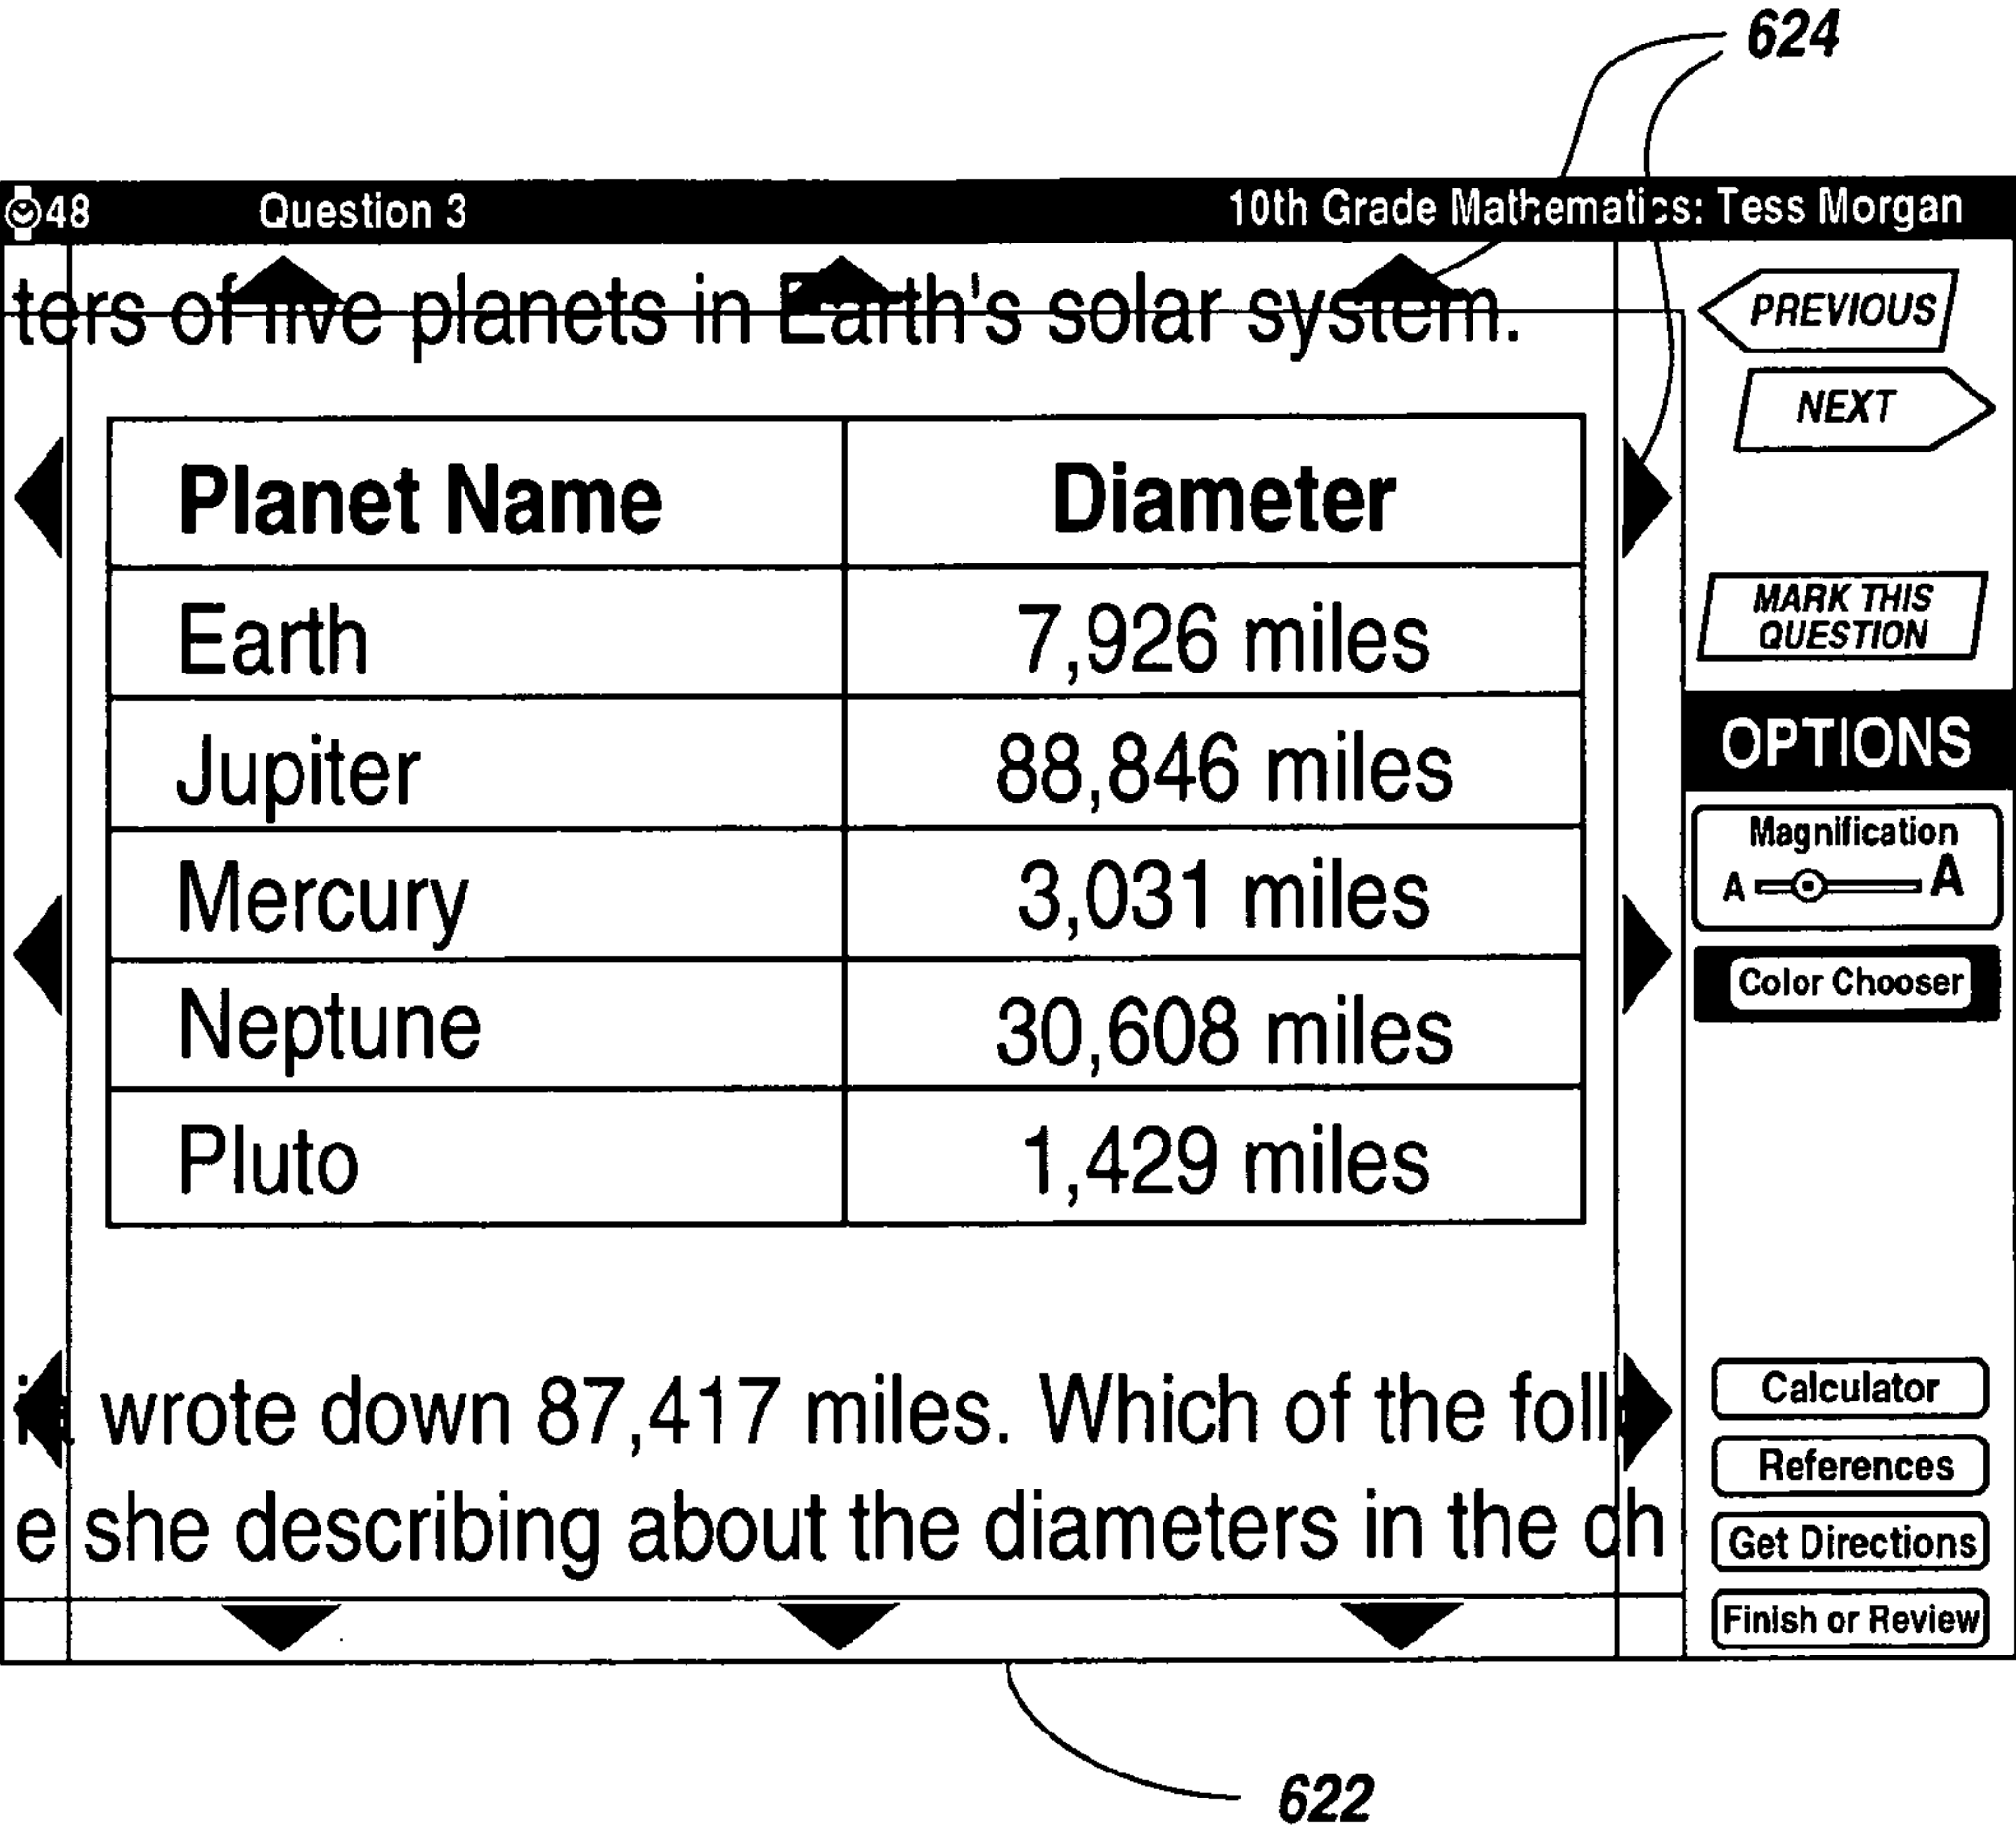 624
48 Question 3 10th Grade Mathematics: Tess Morgan
ters of five planets in Earth's solar system.
PREVIOUS
NEXT
Planet Name Diameter
Earth 7,926 miles
MARK THIS
QUESTION
Jupiter 88,846 miles
OPTIONS
Magnification
A A
Mercury 3,031 miles
Color Chooser
Neptune 30,608 miles
Pluto 1,429 miles
wrote down 87,417 miles. Which of the foll
Calculator
References
e she describing about the diameters in the ch
Get Directions
Finish or Review
622